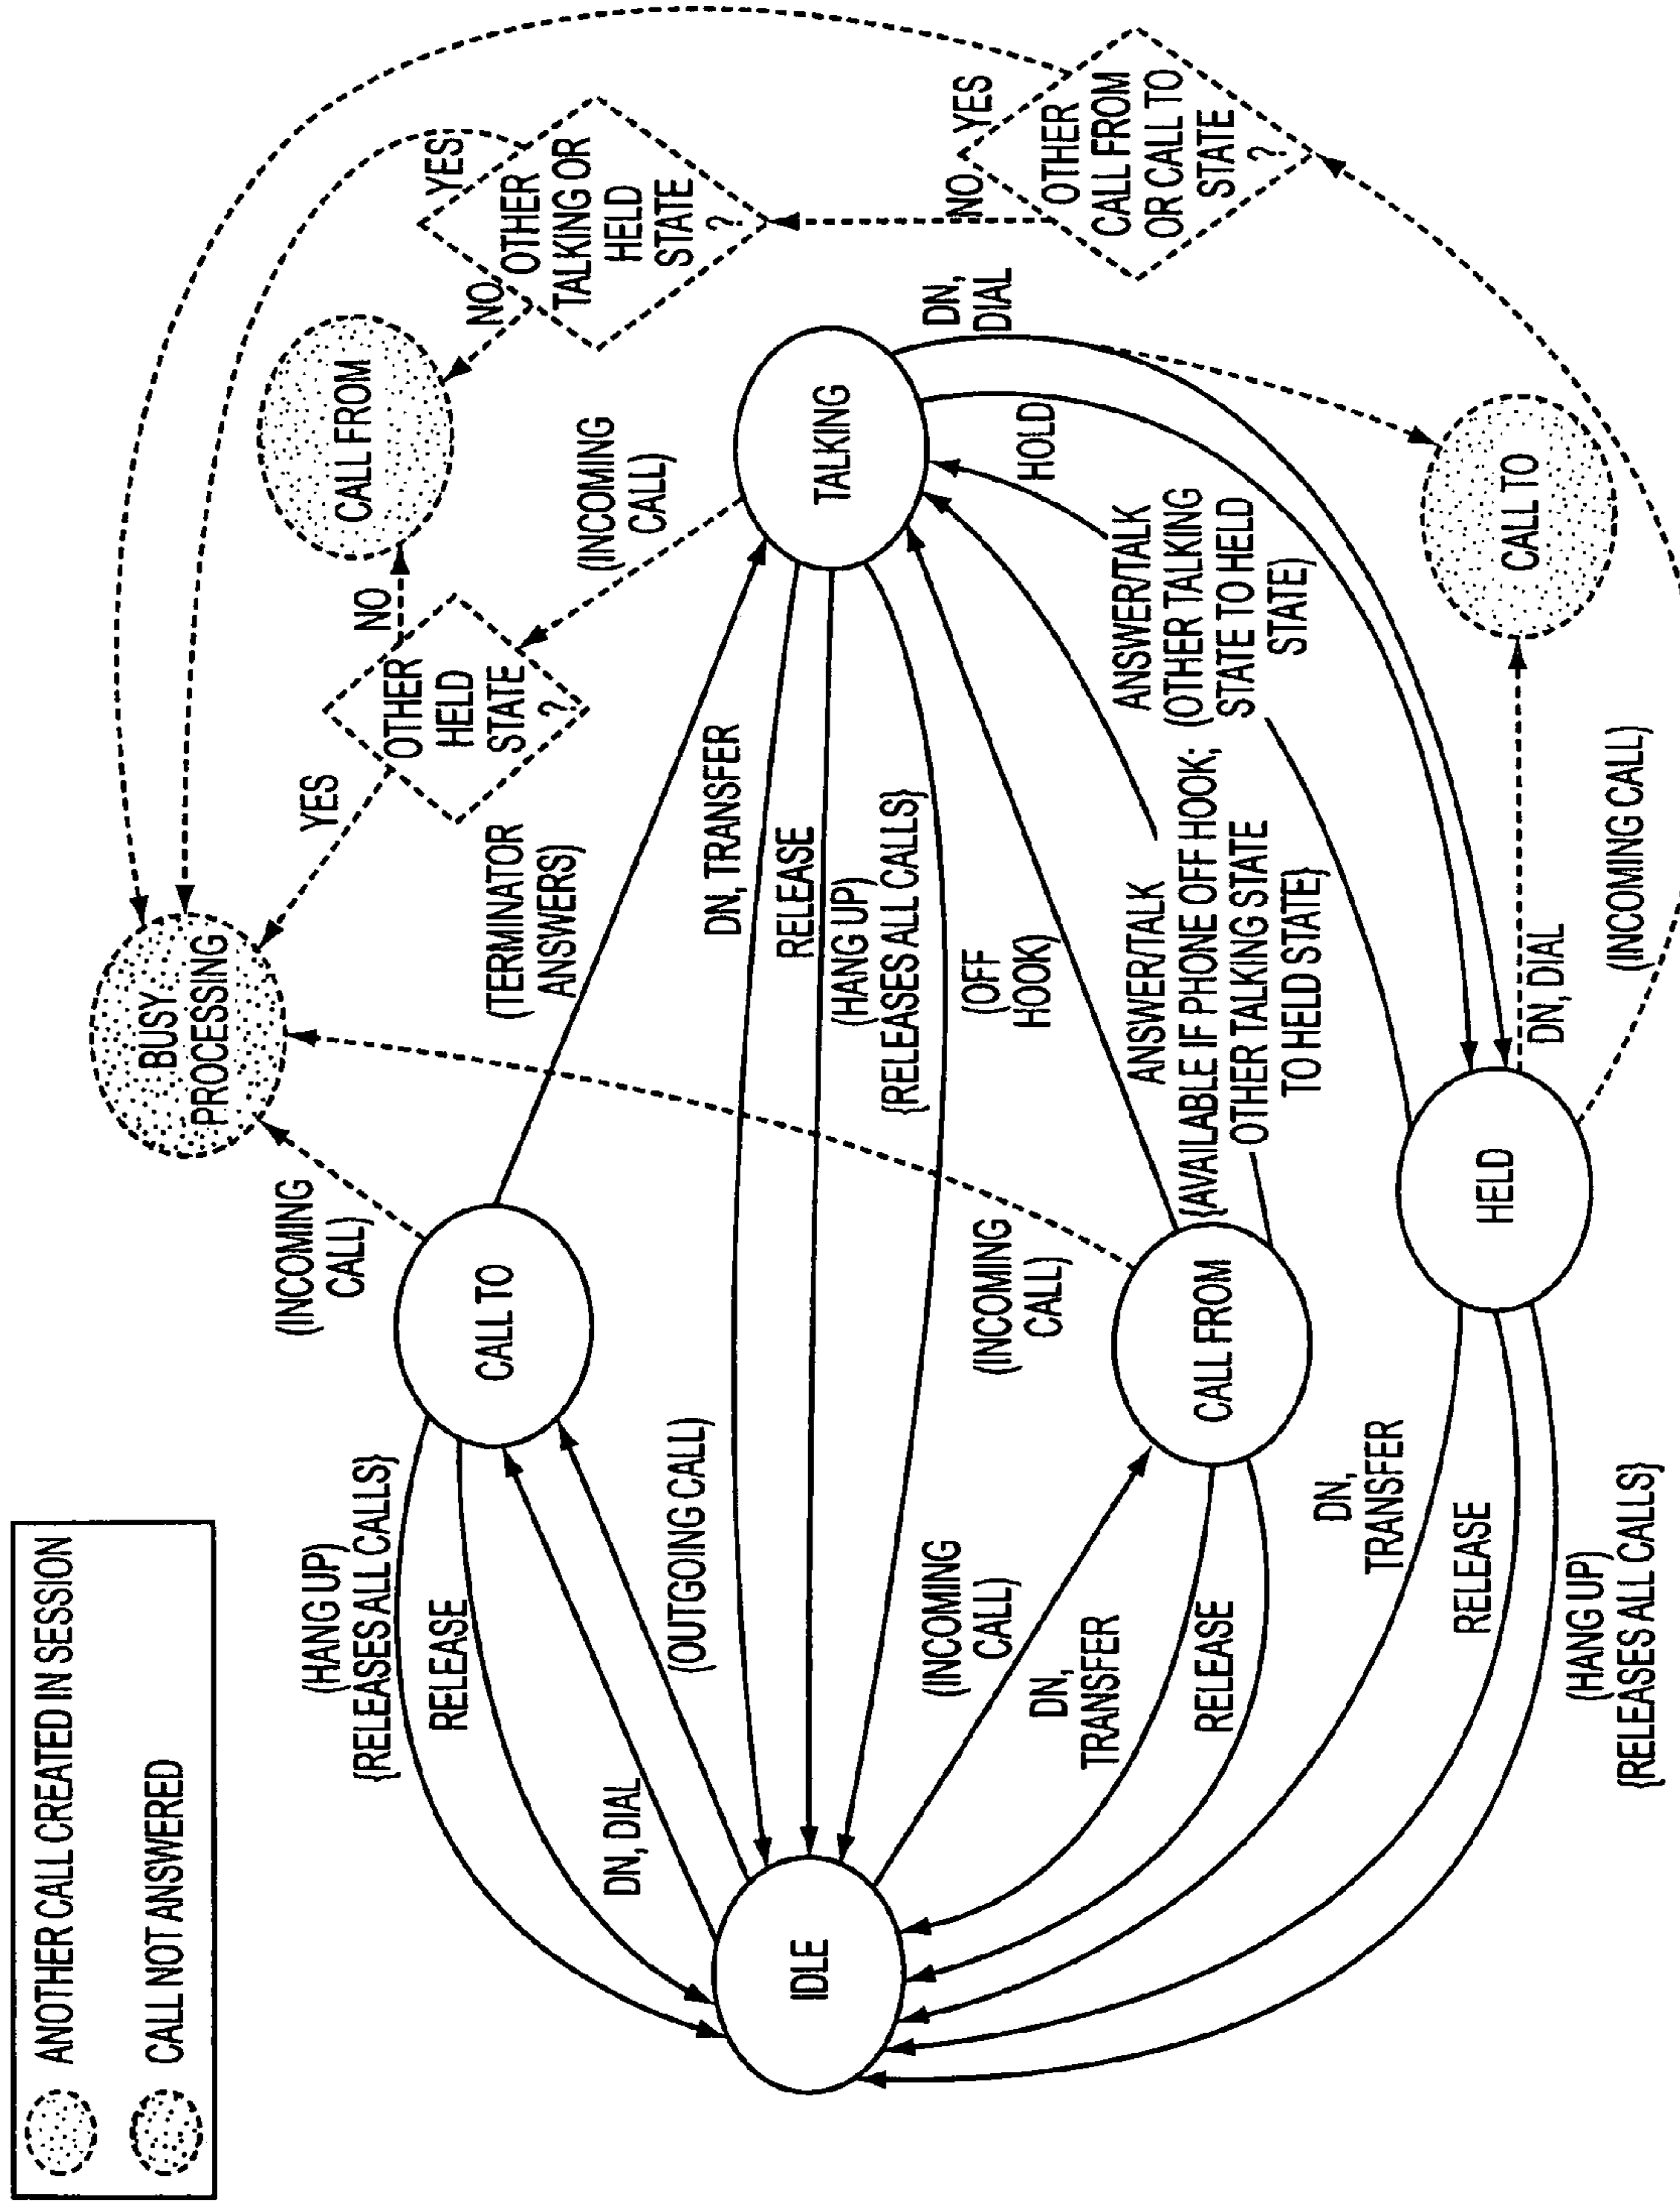 ANOTHER CALL CREATED IN SESSION
CALL NOT ANSWERED
BUSY
PROCESSING
(INCOMING
CALL)
YES
OTHER
HELD
STATE
?
NO
CALL FROM
NO
YES
OTHER
TALKING OR
HELD
STATE
?
(HANG UP)
{RELEASES ALL CALLS}
RELEASE
CALL TO
(TERMINATOR
ANSWERS)
(INCOMING
CALL)
DN, DIAL
(OUTGOING CALL)
DN, TRANSFER
RELEASE
(HANG UP)
{RELEASES ALL CALLS}
IDLE
TALKING
DN,
DIAL
HOLD
NO
YES
OTHER
CALL FROM
OR CALL TO
STATE
?
(INCOMING
CALL)
(INCOMING
CALL)
(OFF
HOOK)
DN,
TRANSFER
RELEASE
CALL FROM
ANSWER/TALK
{AVAILABLE IF PHONE OFF HOOK;
OTHER TALKING STATE
TO HELD STATE}
ANSWER/TALK
(OTHER TALKING
STATE TO HELD
STATE)
DN,
TRANSFER
RELEASE
(HANG UP)
{RELEASES ALL CALLS}
HELD
DN, DIAL
CALL TO
(INCOMING CALL)